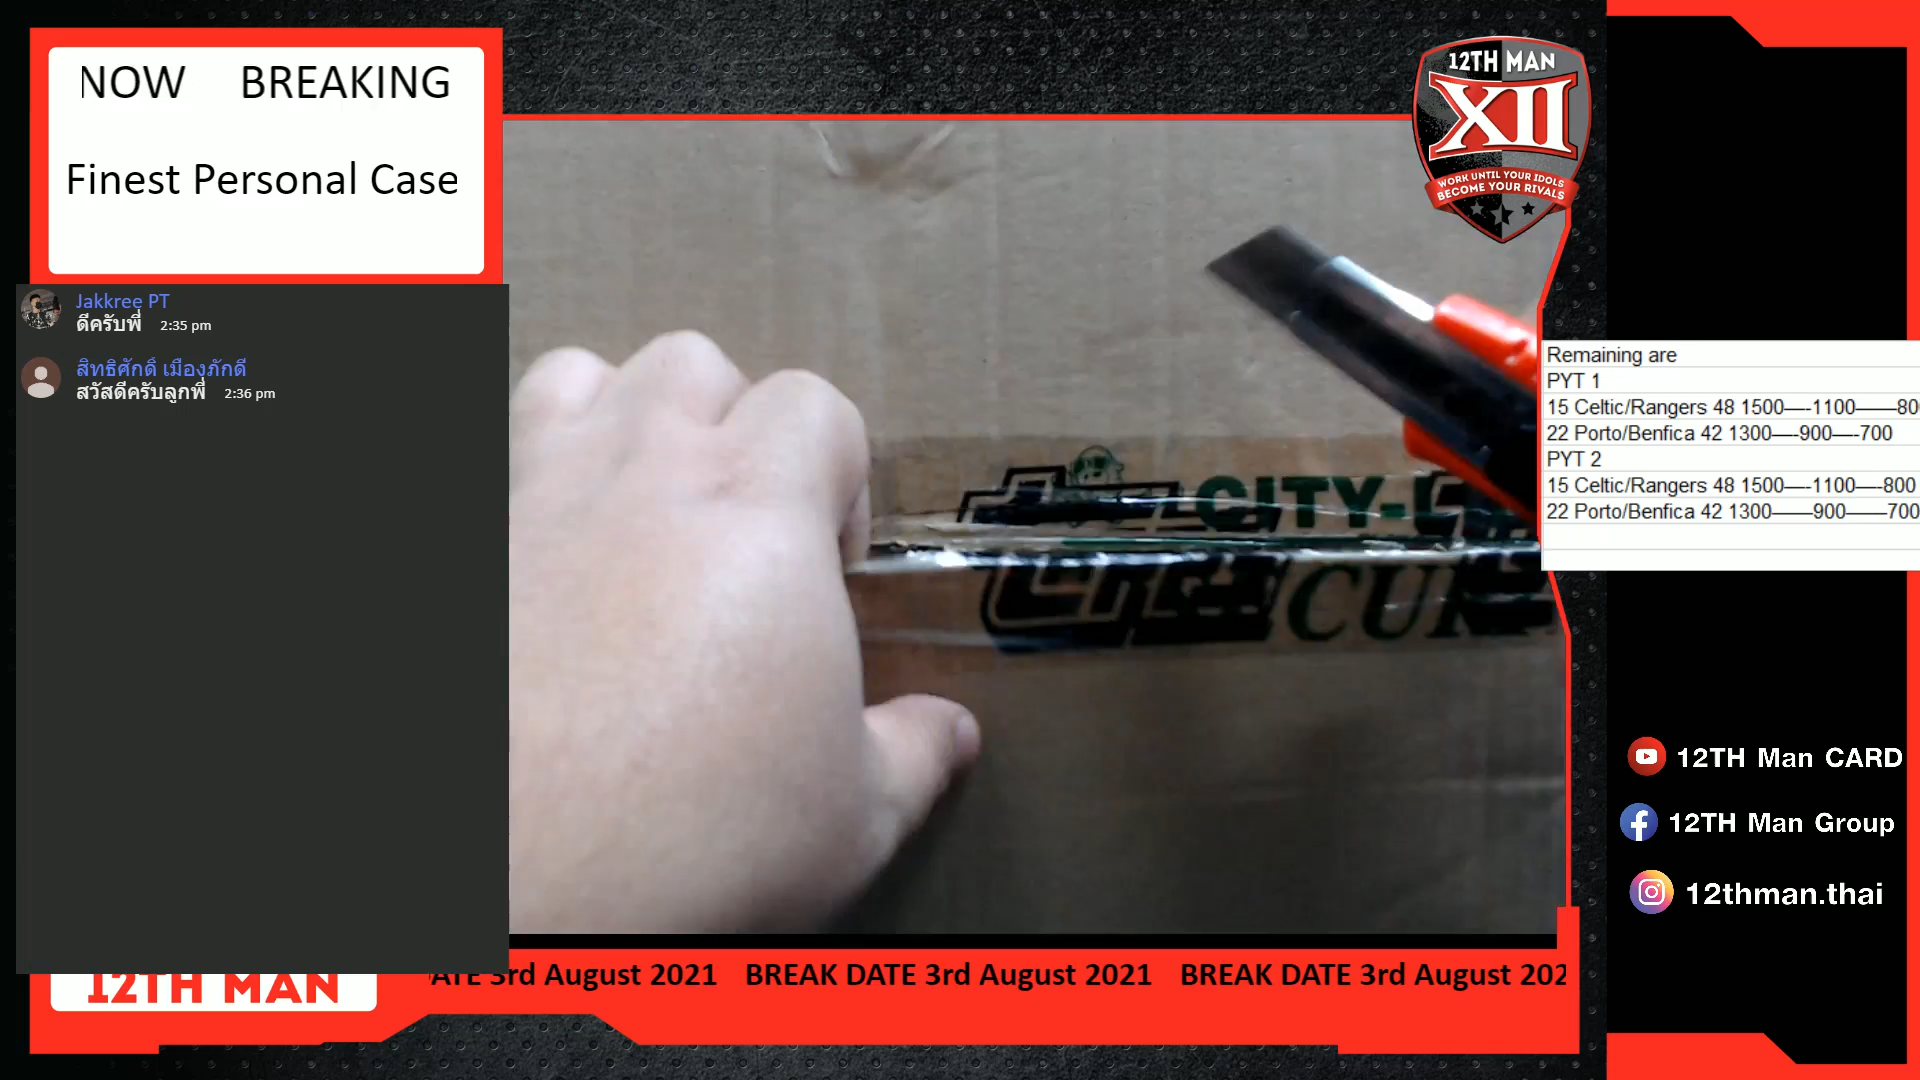 NOW BREAKING
Finest Personal Case
Jakkree PT
ดีครับพี่ 2:35 pm
สิทธิศักดิ์ เมืองภักดี
สวัสดีครับลูกพี่ 2:36 pm
12TH MAN
XII
WORK UNTIL YOUR IDOLS
BECOME YOUR RIVALS
CITY-L
Remaining are
PYT 1
15 Celtic/Rangers 48 1500—-1100——80
22 Porto/Benfica 42 1300—-900—-700
PYT 2
15 Celtic/Rangers 48 1500—-1100—-800
22 Porto/Benfica 42 1300——900——700
12TH Man CARD
12TH Man Group
12thman.thai
12TH MAN
ATE 3rd August 2021 BREAK DATE 3rd August 2021 BREAK DATE 3rd August 202